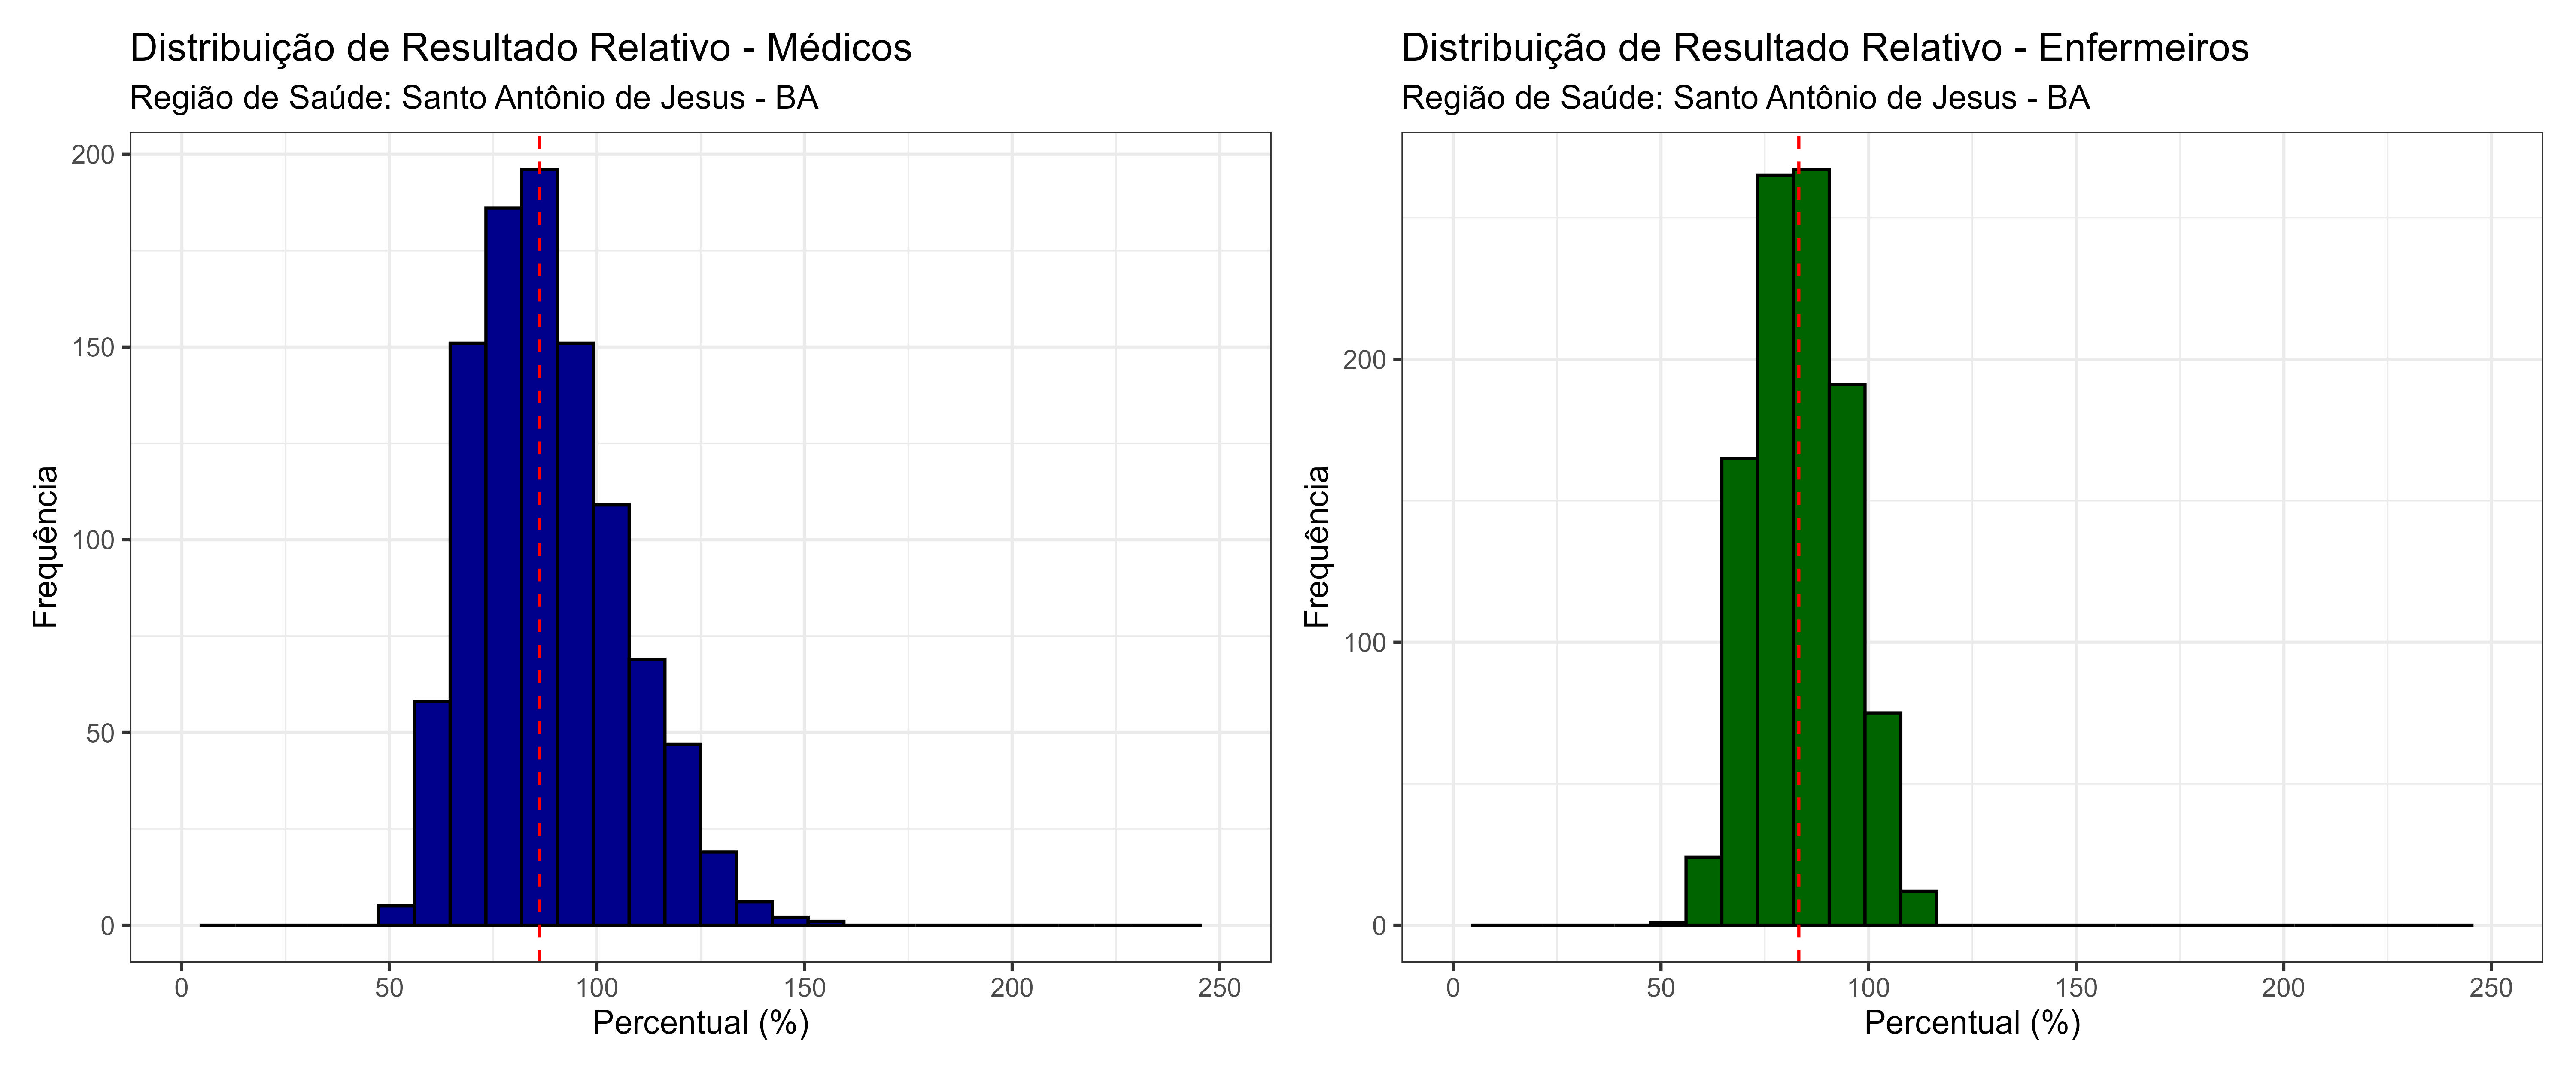 Distribuição de Resultado Relativo - Médicos
Região de Saúde: Santo Antônio de Jesus - BA
200
150
100
50
0
Frequência
0 50 100 150 200 250
Percentual (%)
Distribuição de Resultado Relativo - Enfermeiros
Região de Saúde: Santo Antônio de Jesus - BA
200
100
0
Frequência
0 50 100 150 200 250
Percentual (%)